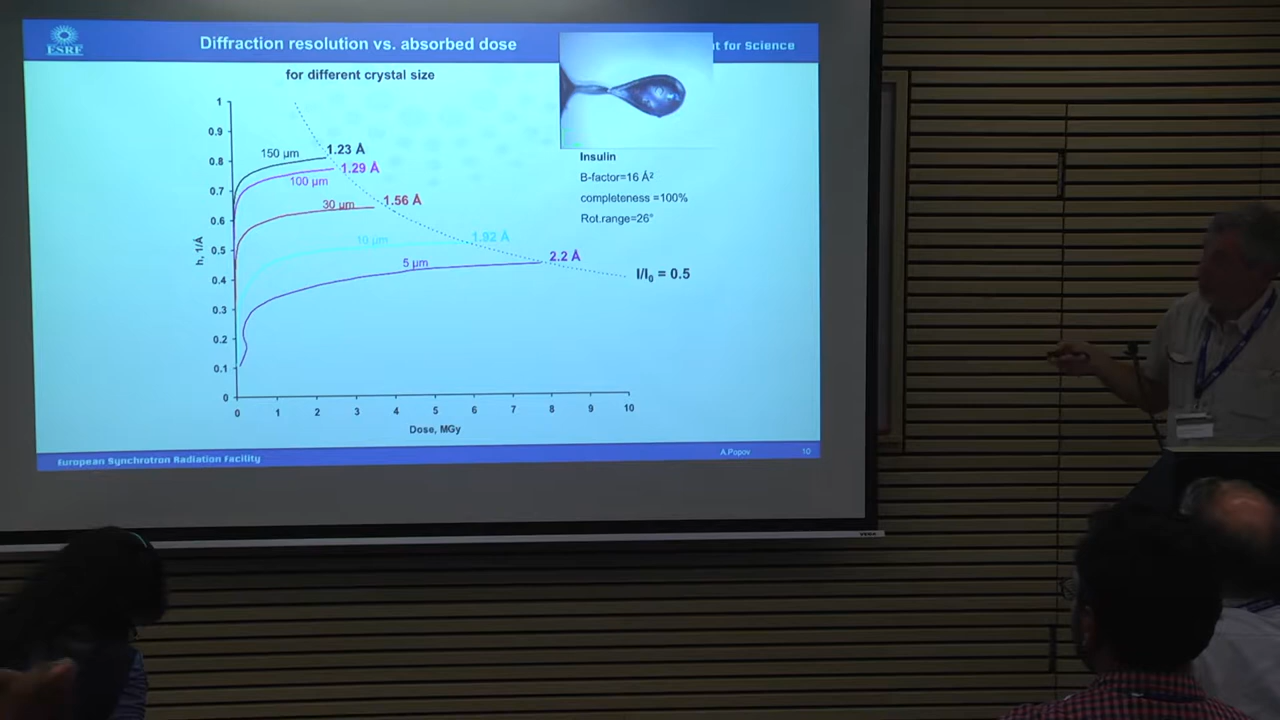 ESRF
Diffraction resolution vs. absorbed dose
t for Science
for different crystal size
1
0.9
0.8
0.7
0.6
0.5
0.4
0.3
0.2
0.1
0
h, 1/Å
150 µm
1.23 Å
100 µm
1.29 Å
30 µm
1.56 Å
10 µm
1.92 Å
5 µm
2.2 Å
I/I₀ = 0.5
Insulin
B-factor=16 Å²
completeness =100%
Rot.range=26°
0 1 2 3 4 5 6 7 8 9 10
Dose, MGy
European Synchrotron Radiation Facility
A.Popov
10